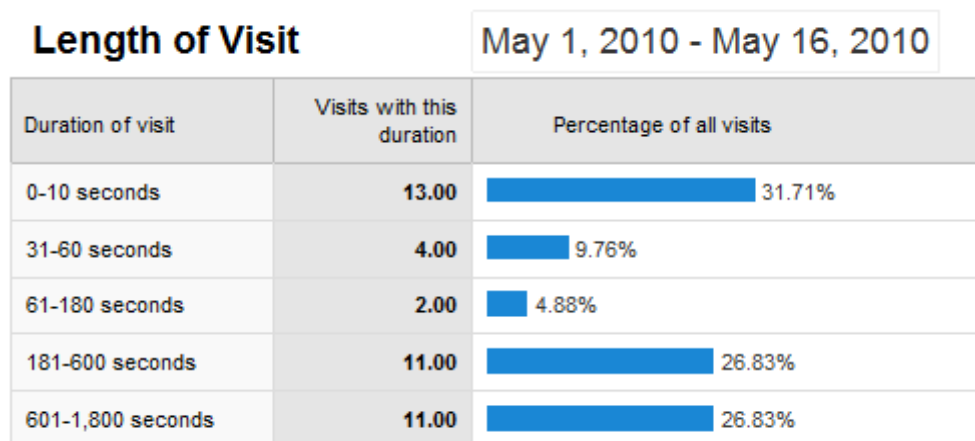 Length of Visit May 1, 2010 - May 16, 2010
Duration of visit Visits with this duration Percentage of all visits
0-10 seconds 13.00 31.71%
31-60 seconds 4.00 9.76%
61-180 seconds 2.00 4.88%
181-600 seconds 11.00 26.83%
601-1,800 seconds 11.00 26.83%